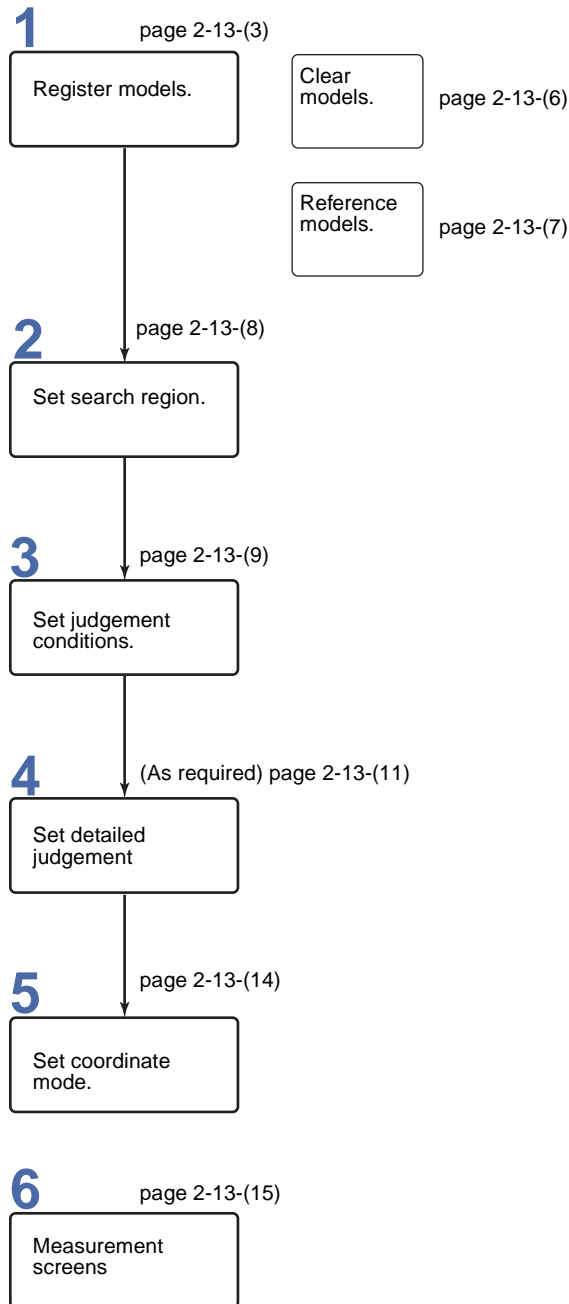 1
page 2-13-(3)
Register models.
Clear
models.
page 2-13-(6)
Reference
models.
page 2-13-(7)
2
page 2-13-(8)
Set search region.
3
page 2-13-(9)
Set judgement
conditions.
4
(As required) page 2-13-(11)
Set detailed
judgement
5
page 2-13-(14)
Set coordinate
mode.
6
page 2-13-(15)
Measurement
screens